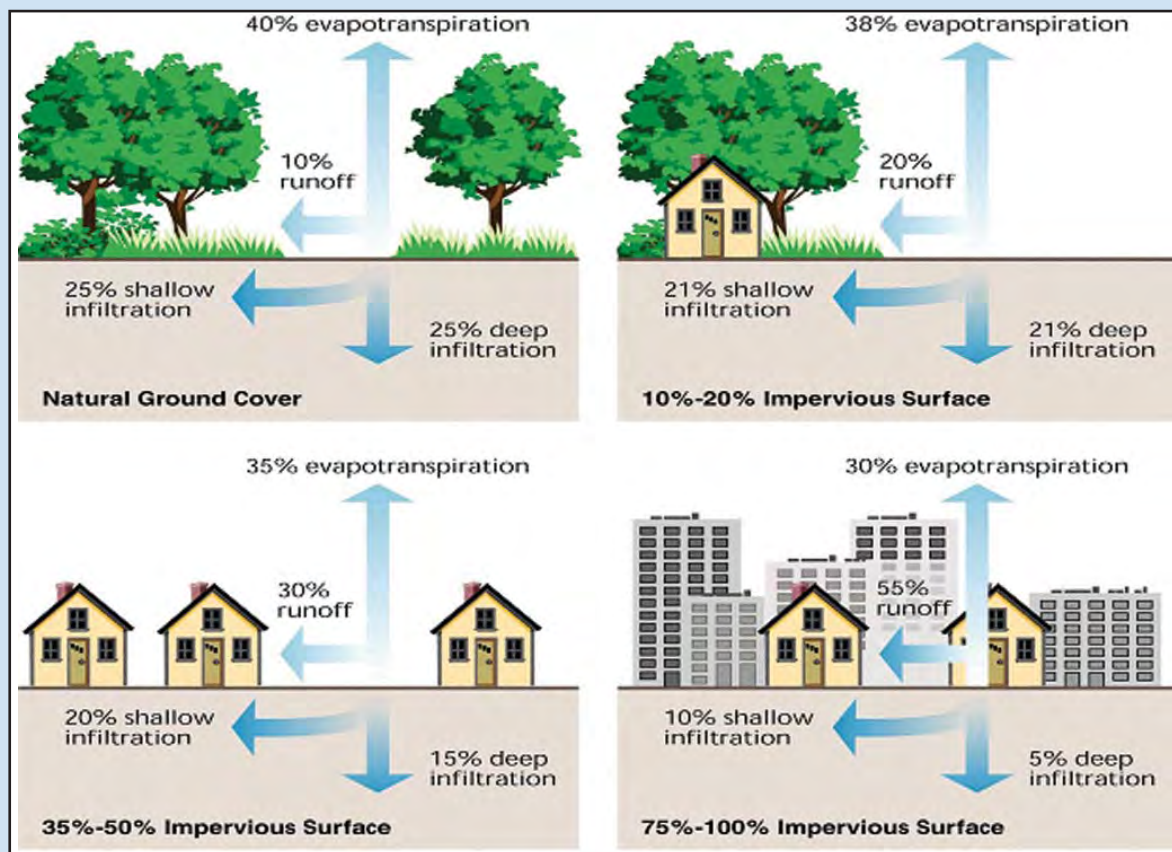 40% evapotranspiration
10%
runoff
25% shallow
infiltration
25% deep
infiltration
Natural Ground Cover
38% evapotranspiration
20%
runoff
21% shallow
infiltration
21% deep
infiltration
10%-20% Impervious Surface
35% evapotranspiration
30%
runoff
20% shallow
infiltration
15% deep
infiltration
35%-50% Impervious Surface
30% evapotranspiration
55%
runoff
10% shallow
infiltration
5% deep
infiltration
75%-100% Impervious Surface